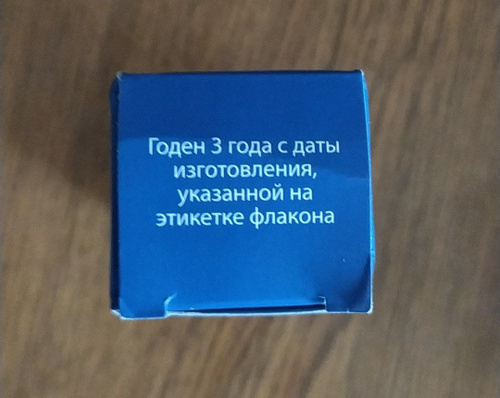 Годен 3 года с даты
изготовления,
указанной на
этикетке флакона